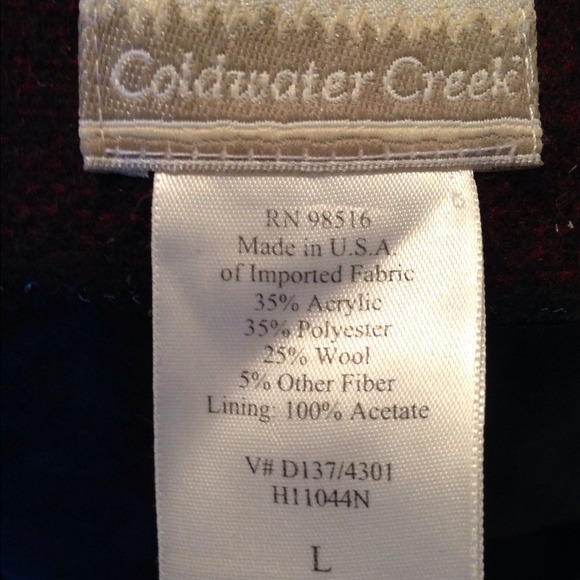 Coldwater Creek
RN 98516
Made in U.S.A.
of Imported Fabric
35% Acrylic
35% Polyester
25% Wool
5% Other Fiber
Lining: 100% Acetate
V# D137/4301
H11044N
L